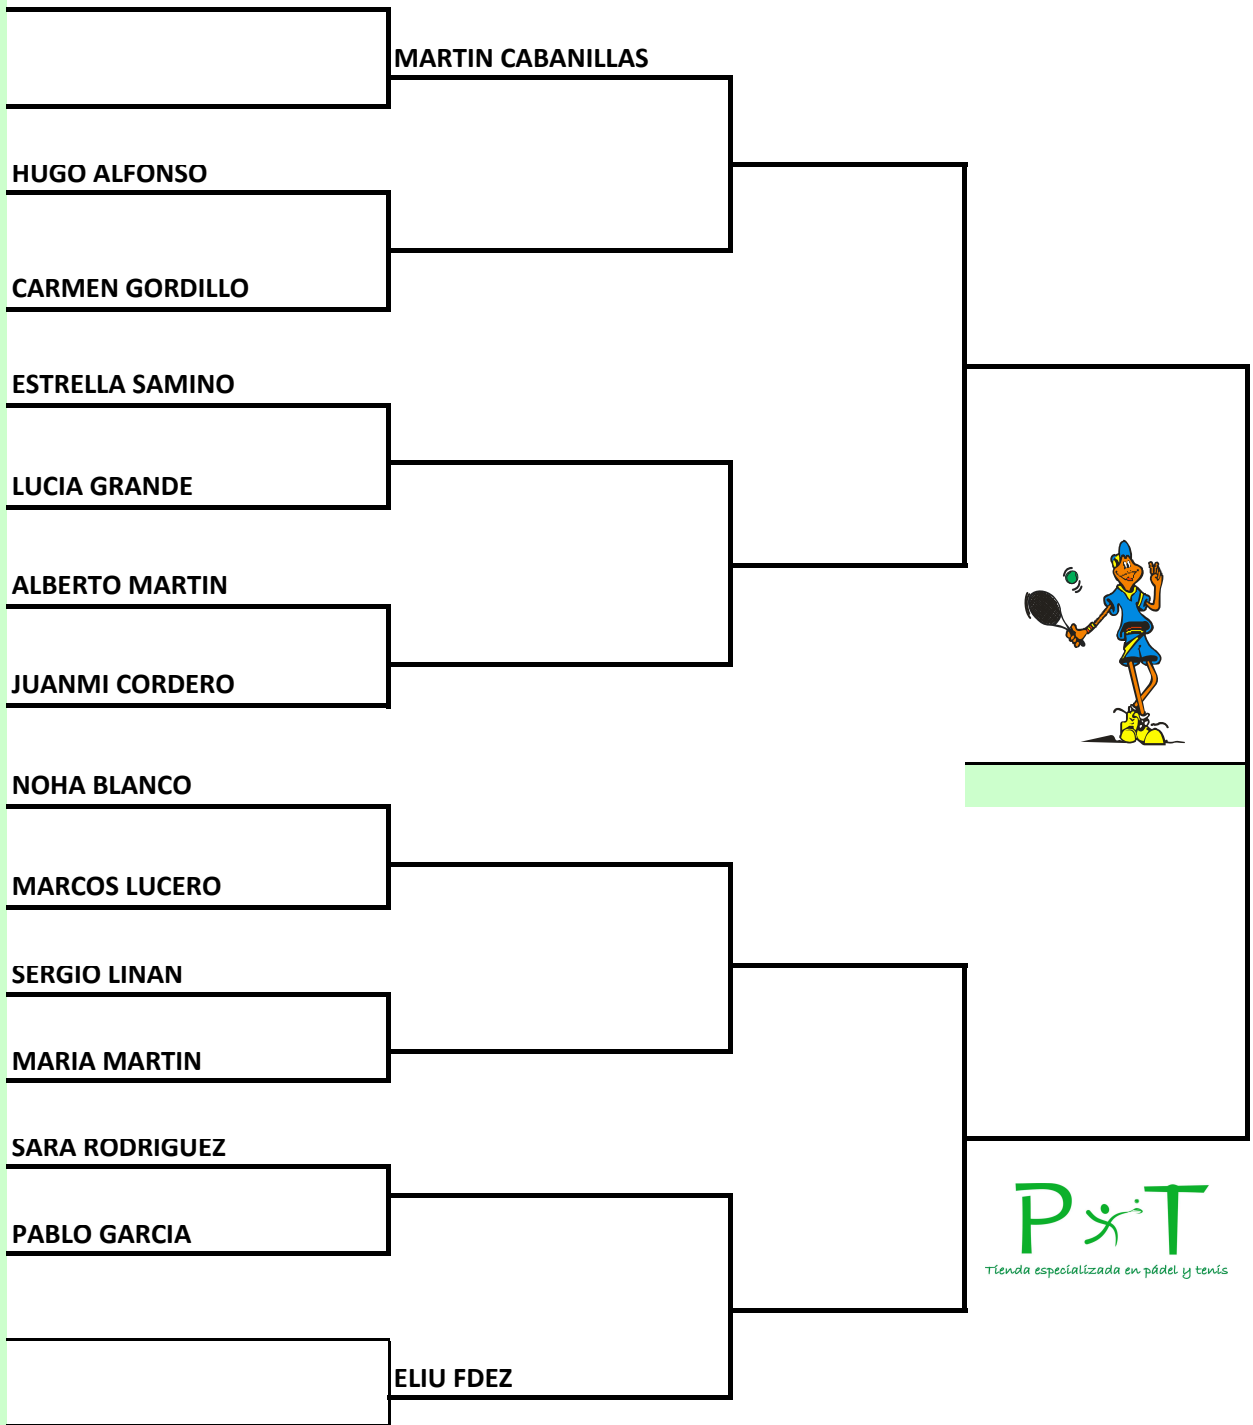 MARTIN CABANILLAS
HUGO ALFONSO
CARMEN GORDILLO
ESTRELLA SAMINO
LUCIA GRANDE
ALBERTO MARTIN
JUANMI CORDERO
NOHA BLANCO
MARCOS LUCERO
SERGIO LINAN
MARIA MARTIN
SARA RODRIGUEZ
PABLO GARCIA
P T
Tienda especializada en pádel y tenis
ELIU FDEZ